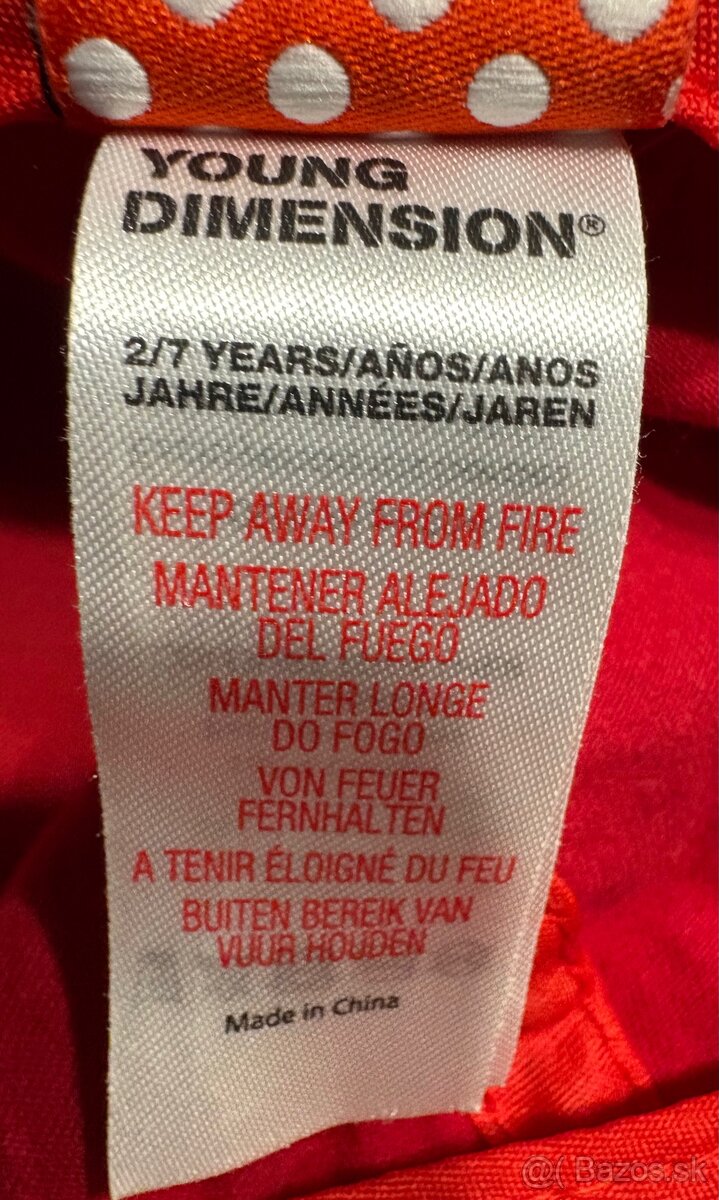 YOUNG
DIMENSION®
2/7 YEARS/AÑOS/ANOS
JAHRE/ANNÉES/JAREN
KEEP AWAY FROM FIRE
MANTENER ALEJADO
DEL FUEGO
MANTER LONGE
DO FOGO
VON FEUER
FERNHALTEN
A TENIR ÉLOIGNÉ DU FEU
BUITEN BEREIK VAN
VUUR HOUDEN
Made in China
@( Bazos.sk